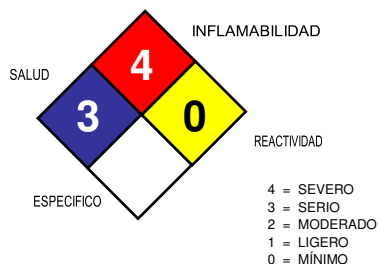 INFLAMABILIDAD
4
SALUD
3
0
REACTIVIDAD
ESPECIFICO
4 = SEVERO
3 = SERIO
2 = MODERADO
1 = LIGERO
0 = MÍNIMO